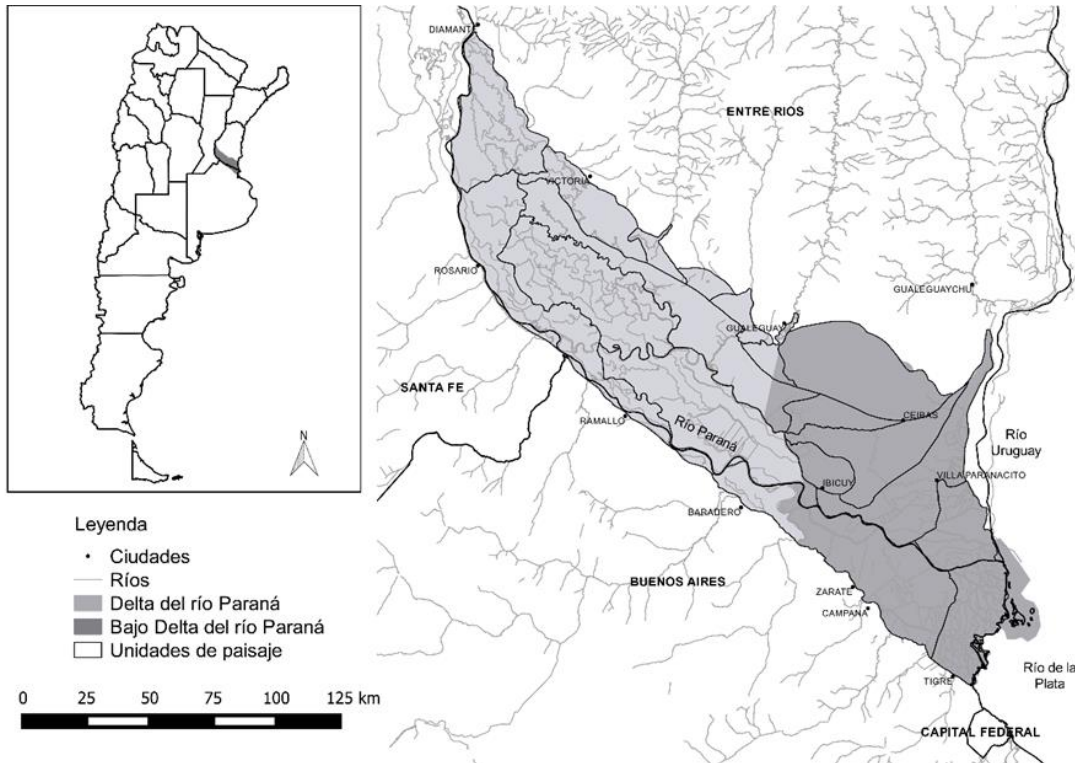 N
Leyenda
Ciudades
Ríos
Delta del río Paraná
Bajo Delta del río Paraná
Unidades de paisaje
0 25 50 75 100 125 km
DIAMANT
ENTRE RIOS
VICTORIA
ROSARIO
GUALEGUAYCHU
GUALEGUAY
SANTA FE
CEIBAS
RAMALLO
Río Paraná
Río
Uruguay
VILLA PARANACITO
IBICUY
BARADERO
BUENOS AIRES
ZARATE
CAMPANA
TIGRE
Río de la
Plata
CAPITAL FEDERAL